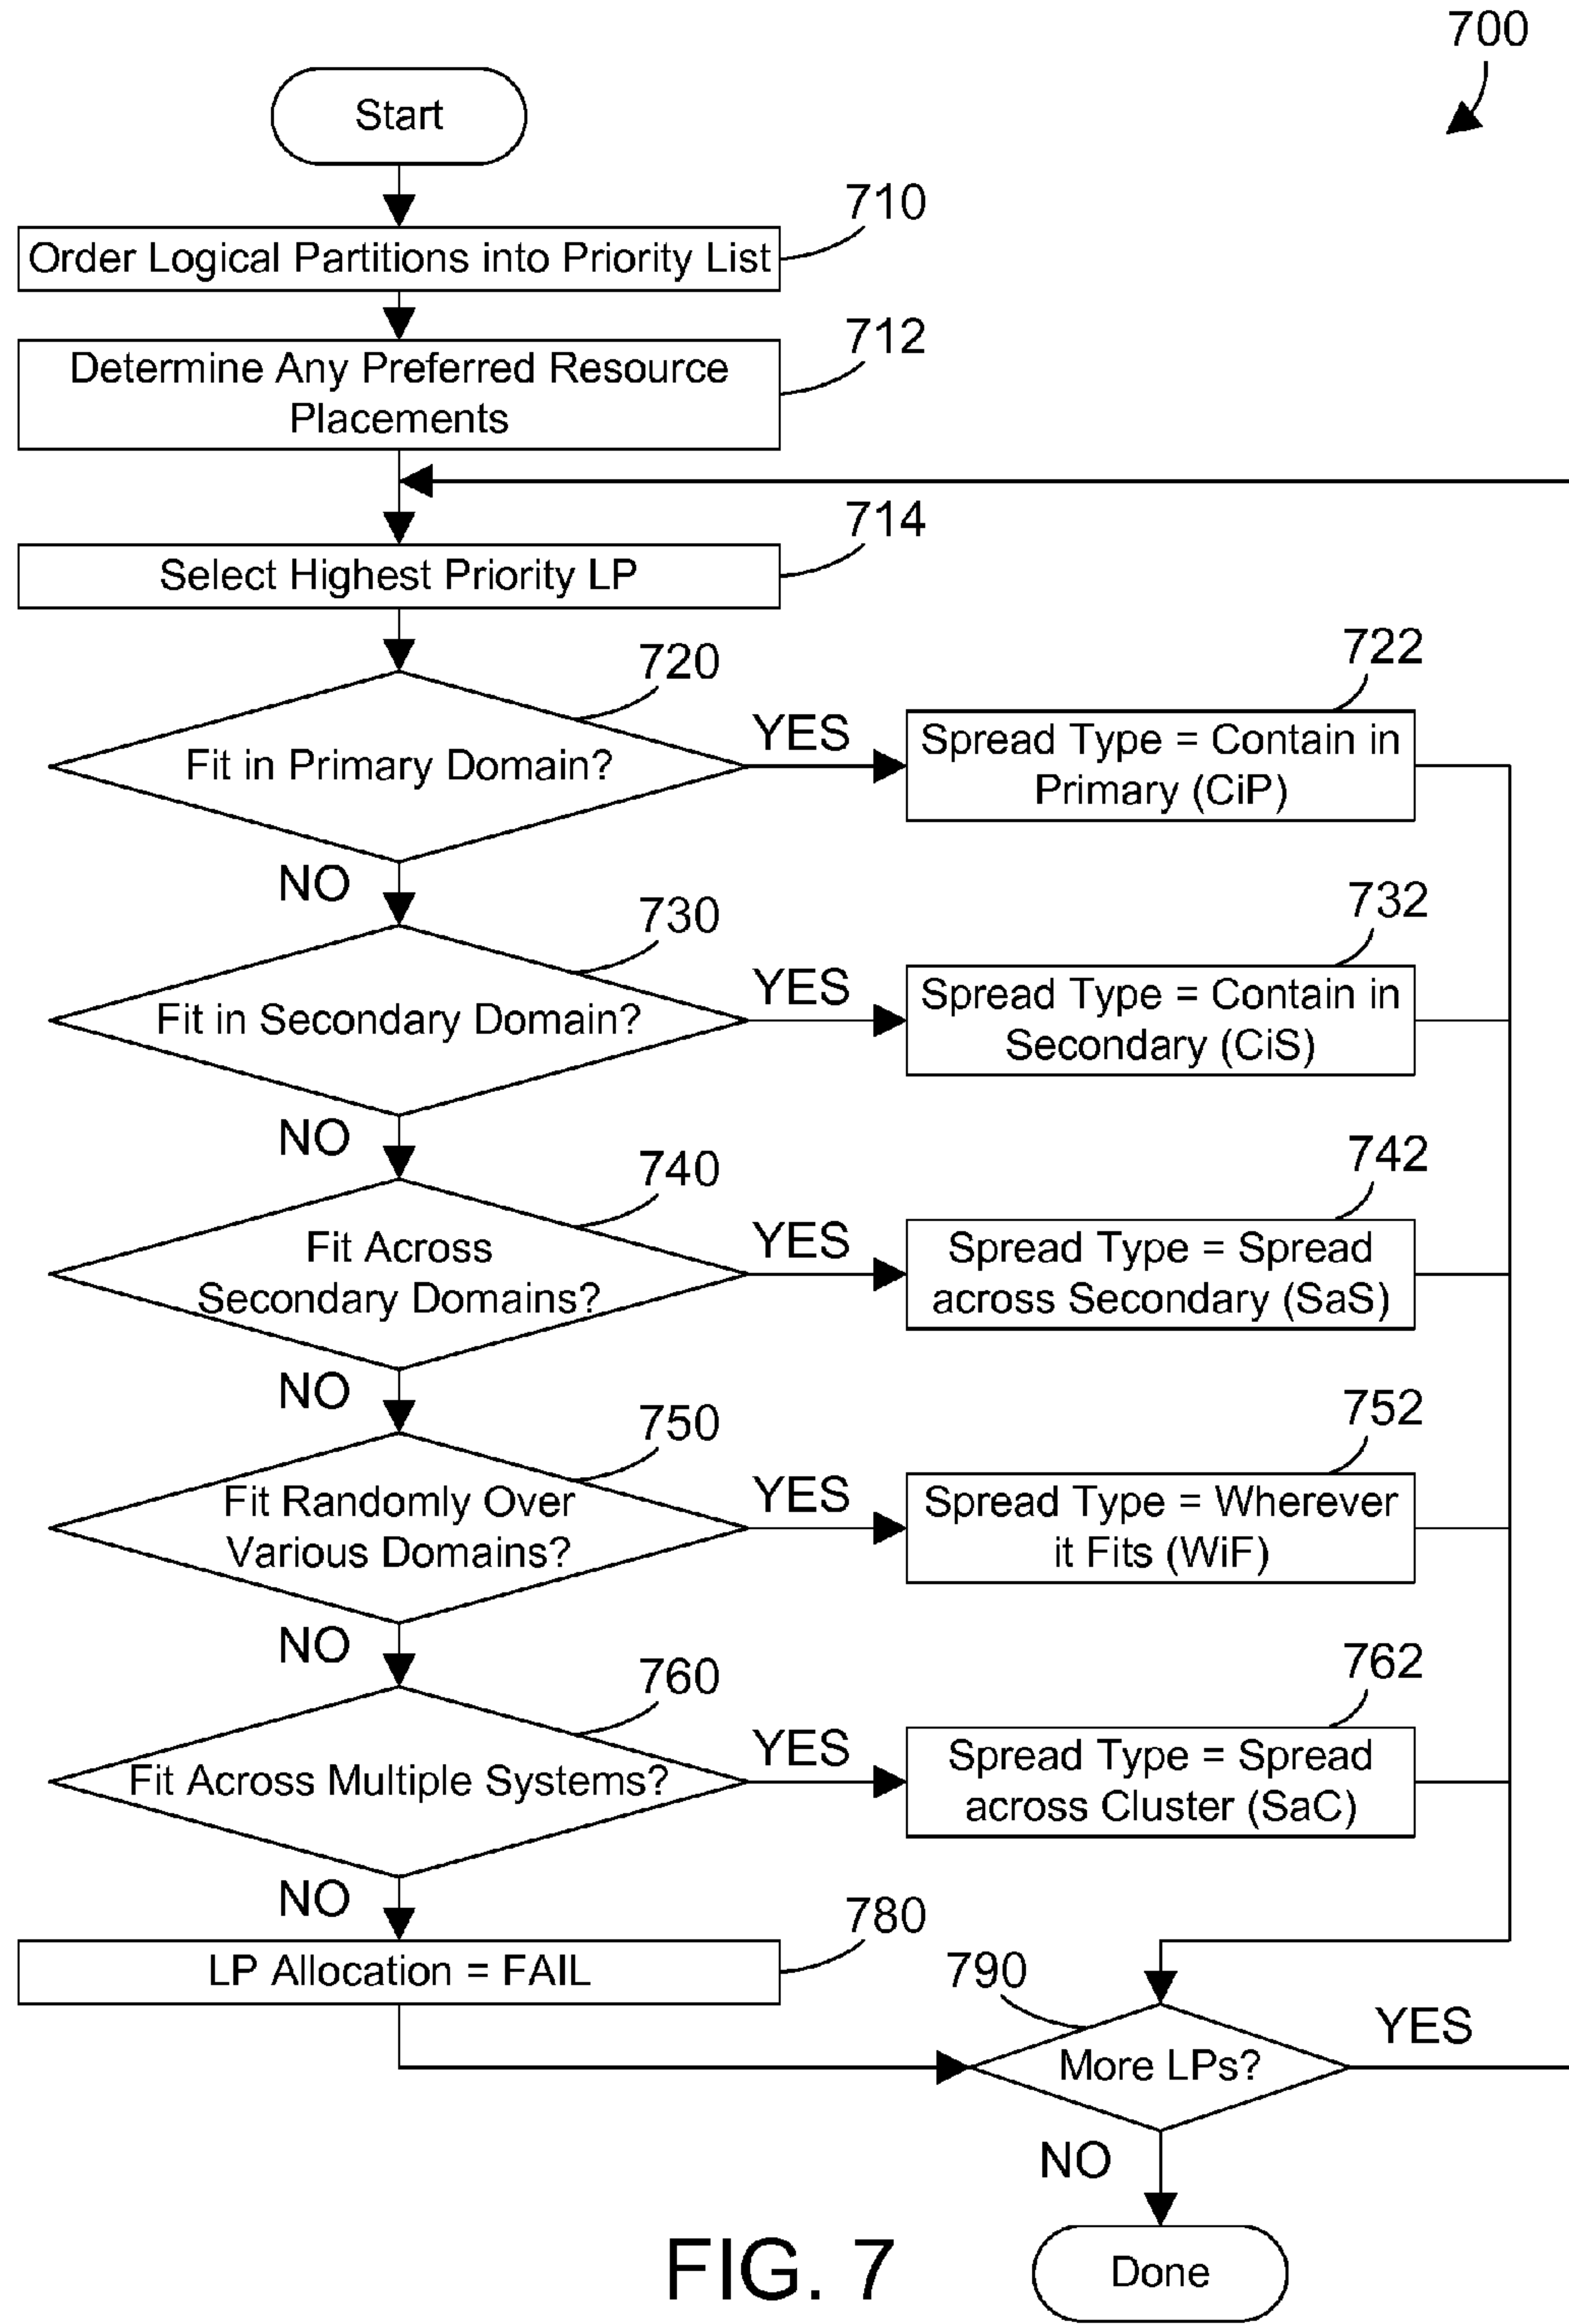 700
Start
710
Order Logical Partitions into Priority List
712
Determine Any Preferred Resource
Placements
714
Select Highest Priority LP
720
Fit in Primary Domain?
YES
722
Spread Type = Contain in
Primary (CiP)
NO
730
Fit in Secondary Domain?
YES
732
Spread Type = Contain in
Secondary (CiS)
NO
740
Fit Across
Secondary Domains?
YES
742
Spread Type = Spread
across Secondary (SaS)
NO
750
Fit Randomly Over
Various Domains?
YES
752
Spread Type = Wherever
it Fits (WiF)
NO
760
Fit Across Multiple Systems?
YES
762
Spread Type = Spread
across Cluster (SaC)
NO
780
LP Allocation = FAIL
790
More LPs?
YES
NO
Done
FIG. 7